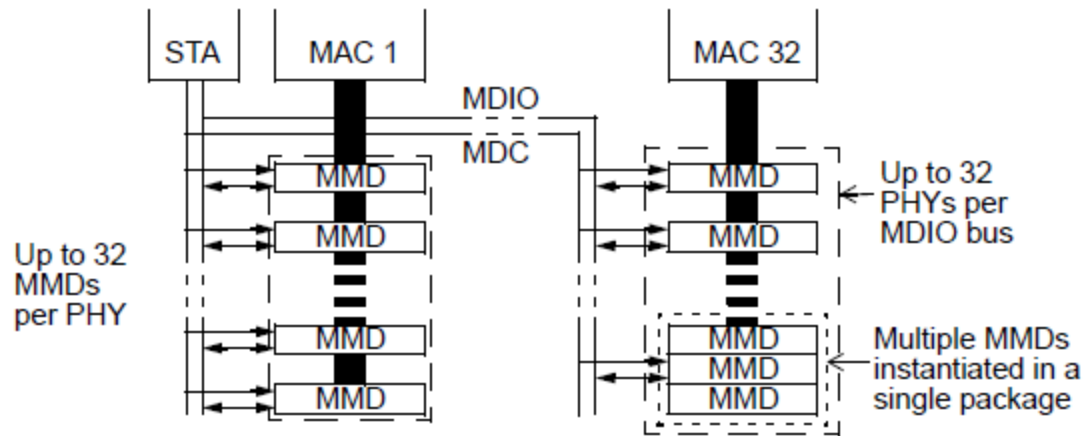 STA
MAC 1
MAC 32
MDIO
MDC
MMD
MMD
MMD
MMD
Up to 32
MMDs
per PHY
MMD
MMD
MMD
MMD
MMD
Up to 32
PHYs per
MDIO bus
Multiple MMDs
instantiated in a
single package